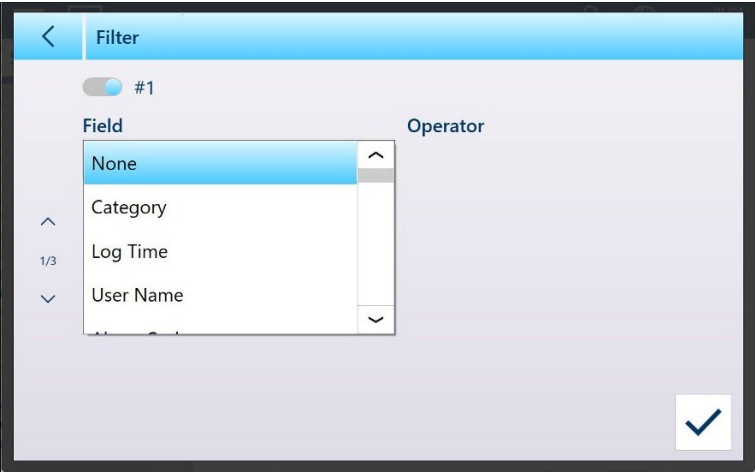 Filter
#1
Field
Operator
None
Category
Log Time
1/3
User Name